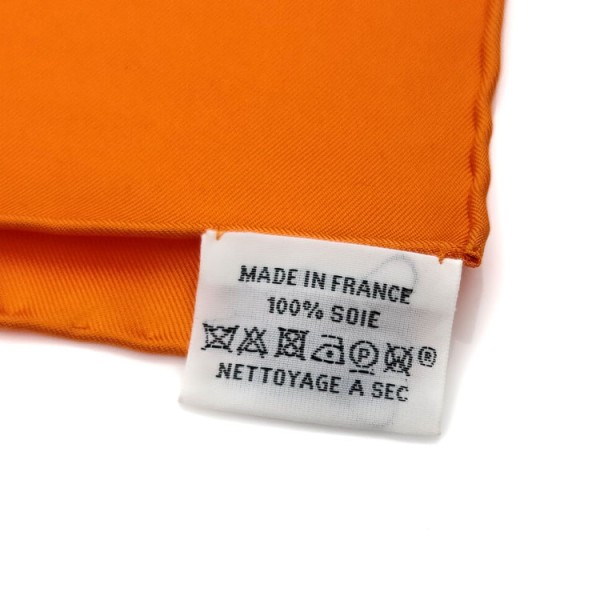 MADE IN FRANCE
100% SOIE
P ®
NETTOYAGE A SEC